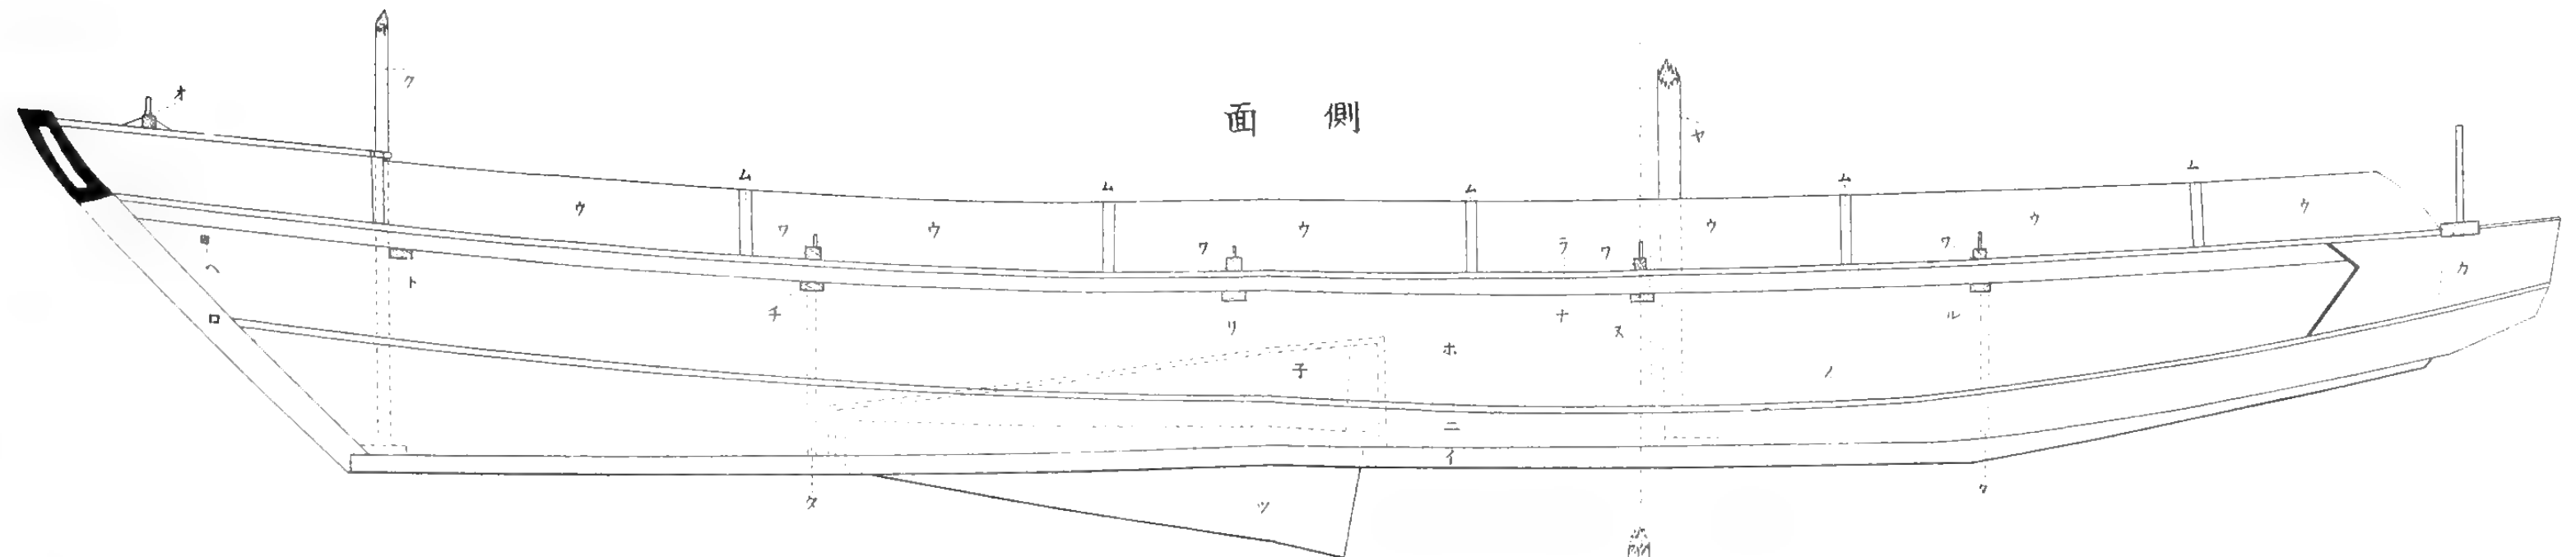 面側
オ
ク
ヤ
ム
ム
ム
ム
ム
ウ
ウ
ウ
ウ
ウ
ウ
ワ
ワ
ワ
ワ
ラ
カ
ヘ
ト
ロ
チ
リ
ナ
ヌ
ル
ホ
子
ノ
ニ
イ
タ
ツ